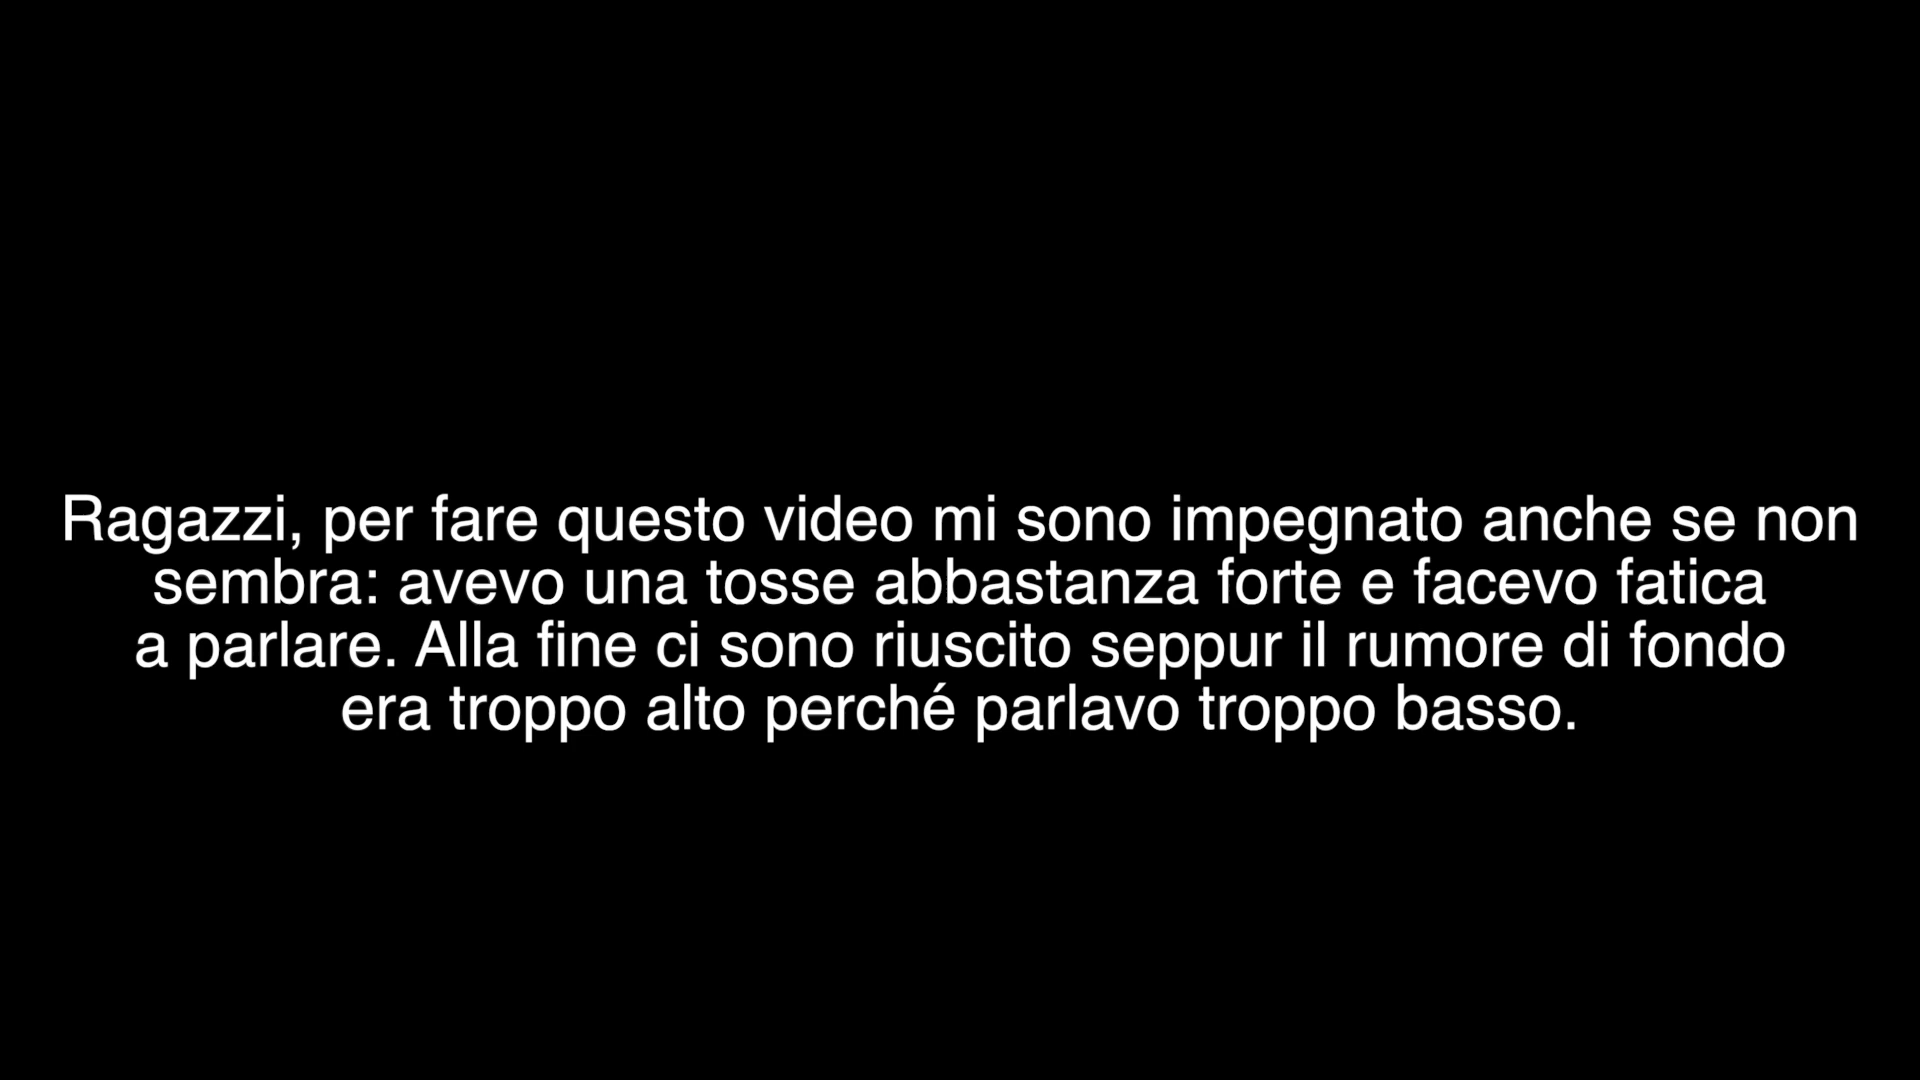 Ragazzi, per fare questo video mi sono impegnato anche se non
sembra: avevo una tosse abbastanza forte e facevo fatica
a parlare. Alla fine ci sono riuscito seppur il rumore di fondo
era troppo alto perché parlavo troppo basso.